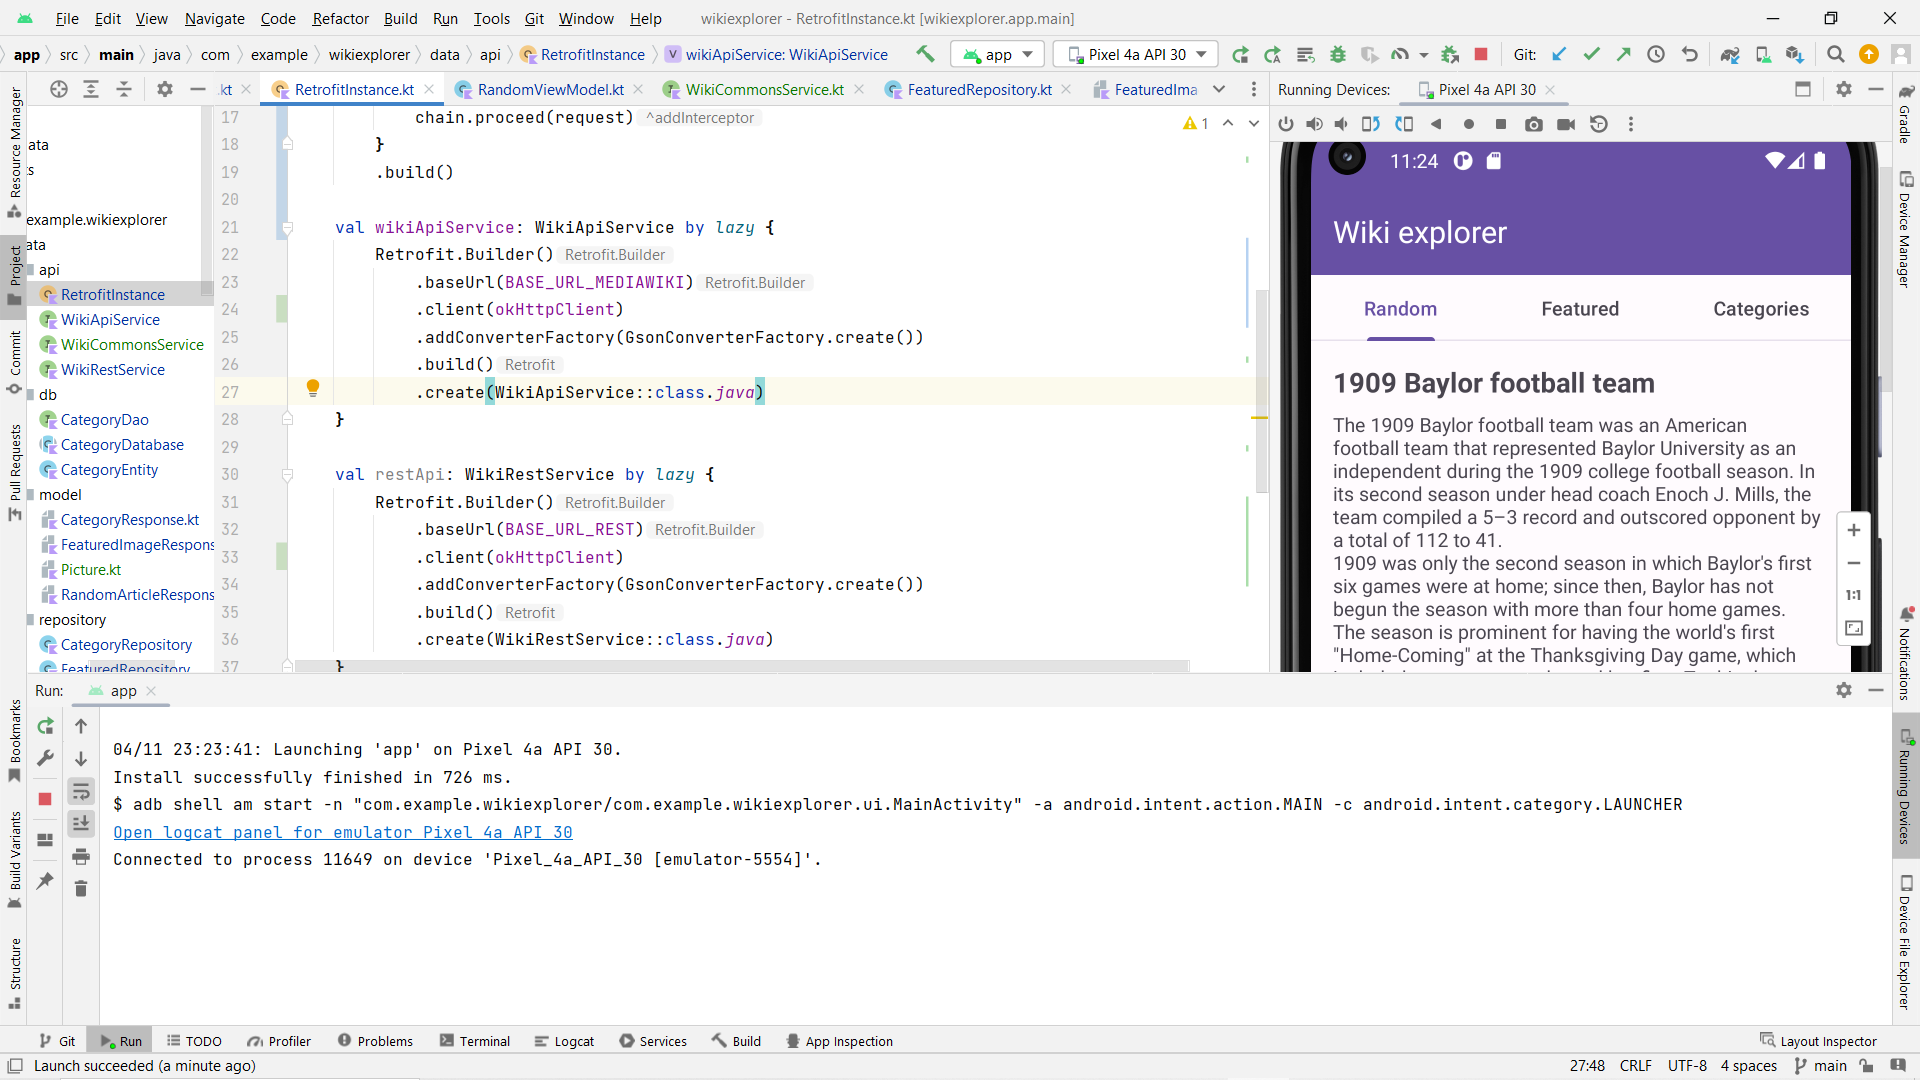 File Edit View Navigate Code Refactor Build Run Tools Git Window Help wikiexplorer - RetrofitInstance.kt [wikiexplorer.app.main]
app src main java com example wikiexplorer data api RetrofitInstance wikiApiService: WikiApiService app Pixel 4a API 30 Git:
.kt RetrofitInstance.kt RandomViewModel.kt WikiCommonsService.kt FeaturedRepository.kt FeaturedIma
Running Devices: Pixel 4a API 30
Resource Manager
Project
Commit
Pull Requests
Bookmarks
Build Variants
Structure
ata
ts
example.wikiexplorer
ata
api
RetrofitInstance
WikiApiService
WikiCommonsService
WikiRestService
db
CategoryDao
CategoryDatabase
CategoryEntity
model
CategoryResponse.kt
FeaturedImageRespons
Picture.kt
RandomArticleRespons
repository
CategoryRepository
FeaturedRepository
1
17 chain.proceed(request) ^addInterceptor
18 }
19 .build()
20
21 val wikiApiService: WikiApiService by lazy {
22 Retrofit.Builder() Retrofit.Builder
23 .baseUrl(BASE_URL_MEDIAWIKI) Retrofit.Builder
24 .client(okHttpClient)
25 .addConverterFactory(GsonConverterFactory.create())
26 .build() Retrofit
27 .create(WikiApiService::class.java)
28 }
29
30 val restApi: WikiRestService by lazy {
31 Retrofit.Builder() Retrofit.Builder
32 .baseUrl(BASE_URL_REST) Retrofit.Builder
33 .client(okHttpClient)
34 .addConverterFactory(GsonConverterFactory.create())
35 .build() Retrofit
36 .create(WikiRestService::class.java)
37 }
11:24
Wiki explorer
Random Featured Categories
1909 Baylor football team
The 1909 Baylor football team was an American
football team that represented Baylor University as an
independent during the 1909 college football season. In
its second season under head coach Enoch J. Mills, the
team compiled a 5–3 record and outscored opponent by
a total of 112 to 41.
1909 was only the second season in which Baylor's first
six games were at home; since then, Baylor has not
begun the season with more than four home games.
The season is prominent for having the world's first
"Home-Coming" at the Thanksgiving Day game, which
1:1
Gradle
Device Manager
Notifications
Running Devices
Device File Explorer
Run: app
04/11 23:23:41: Launching 'app' on Pixel 4a API 30.
Install successfully finished in 726 ms.
$ adb shell am start -n "com.example.wikiexplorer/com.example.wikiexplorer.ui.MainActivity" -a android.intent.action.MAIN -c android.intent.category.LAUNCHER
Open logcat panel for emulator Pixel 4a API 30
Connected to process 11649 on device 'Pixel_4a_API_30 [emulator-5554]'.
Git Run TODO Profiler Problems Terminal Logcat Services Build App Inspection Layout Inspector
Launch succeeded (a minute ago) 27:48 CRLF UTF-8 4 spaces main